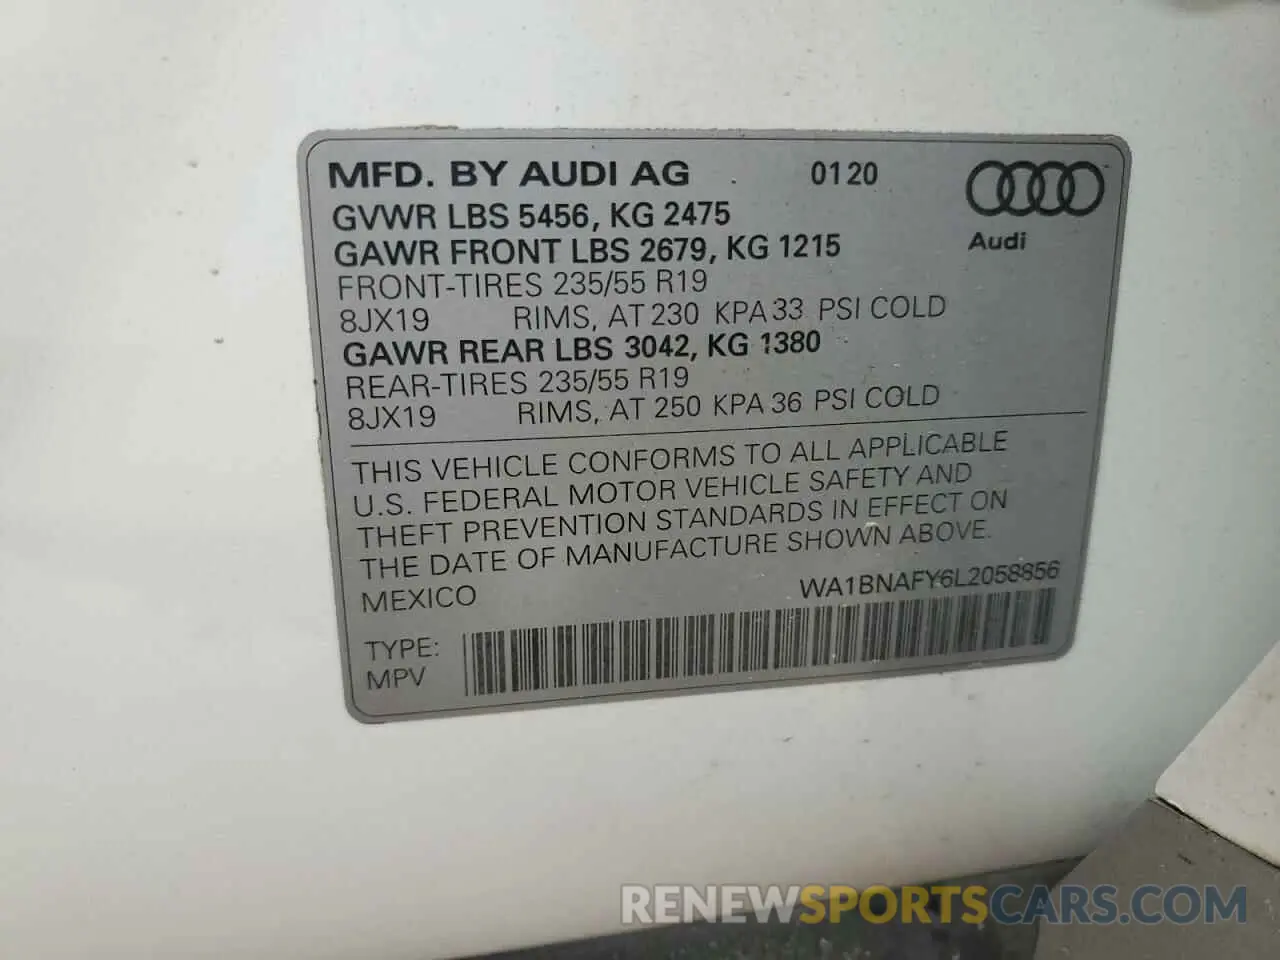 MFD. BY AUDI AG 0120
GVWR LBS 5456, KG 2475
GAWR FRONT LBS 2679, KG 1215
Audi
FRONT-TIRES 235/55 R19
8JX19 RIMS, AT 230 KPA 33 PSI COLD
GAWR REAR LBS 3042, KG 1380
REAR-TIRES 235/55 R19
8JX19 RIMS, AT 250 KPA 36 PSI COLD
THIS VEHICLE CONFORMS TO ALL APPLICABLE
U.S. FEDERAL MOTOR VEHICLE SAFETY AND
THEFT PREVENTION STANDARDS IN EFFECT ON
THE DATE OF MANUFACTURE SHOWN ABOVE.
MEXICO WA1BNAFY6L2058856
TYPE:
MPV
RENEWSPORTSCARS.COM